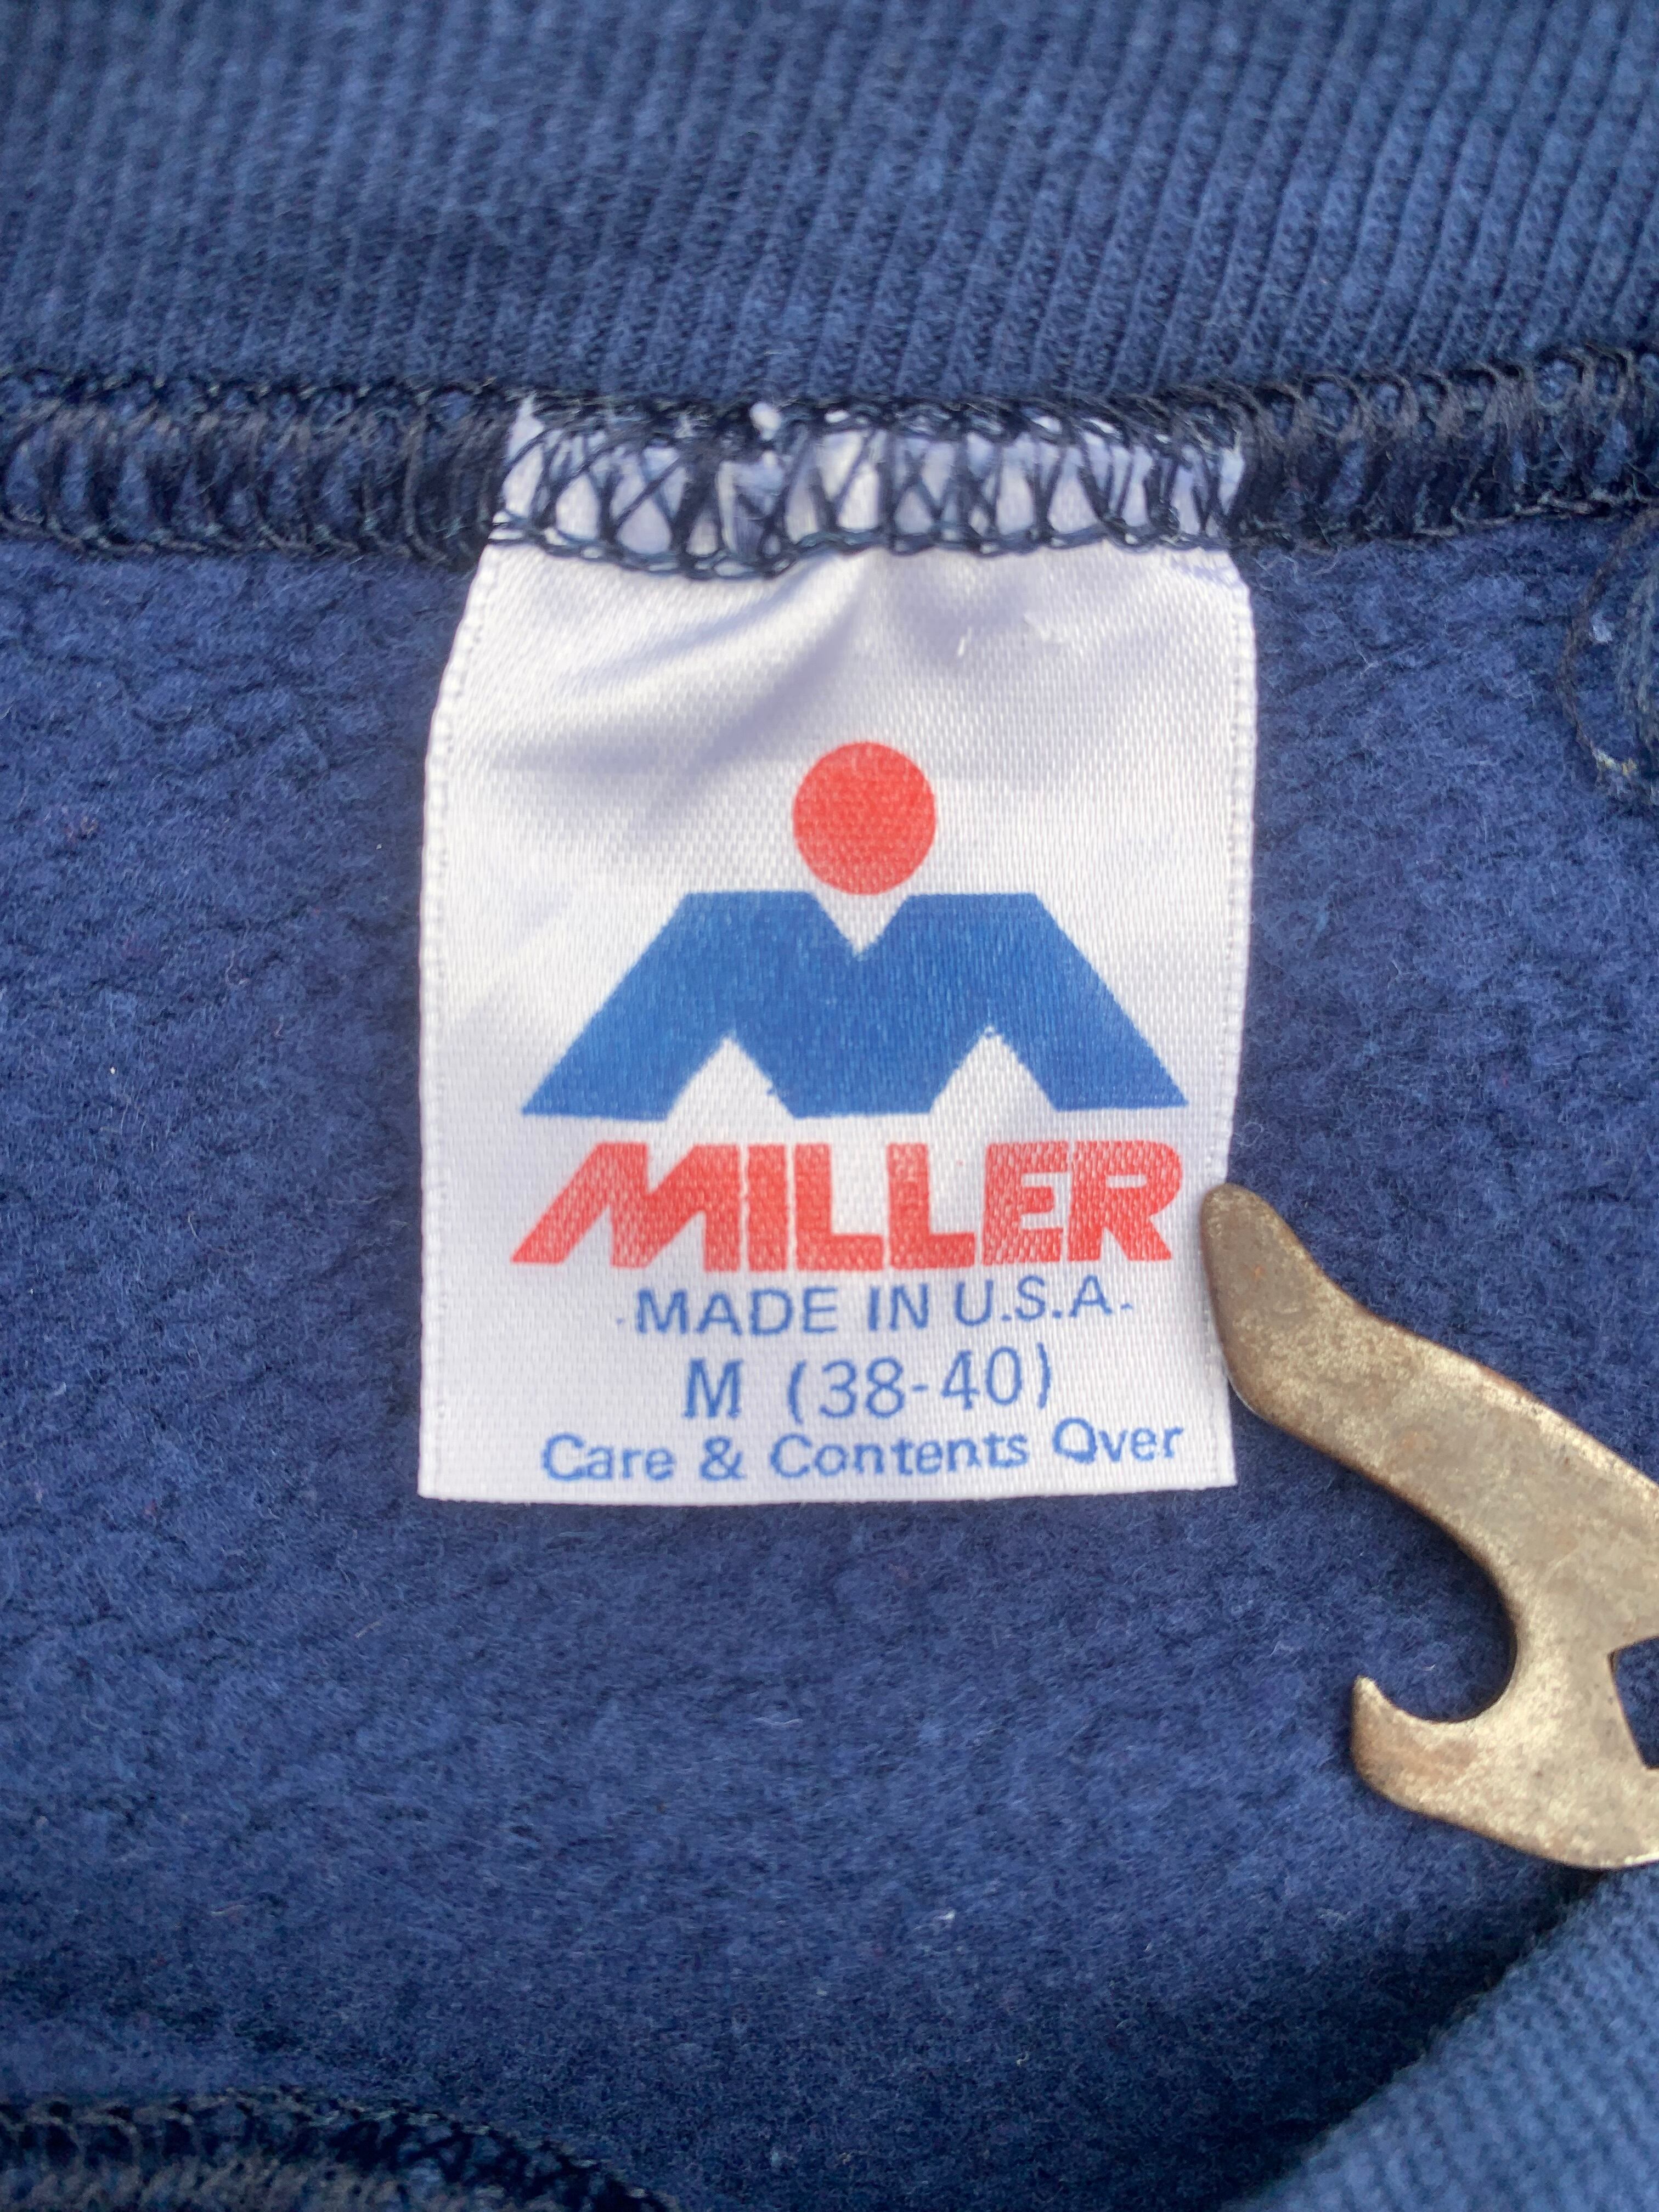 MILLER
MADE IN U.S.A.
M (38-40)
Care & Contents Over